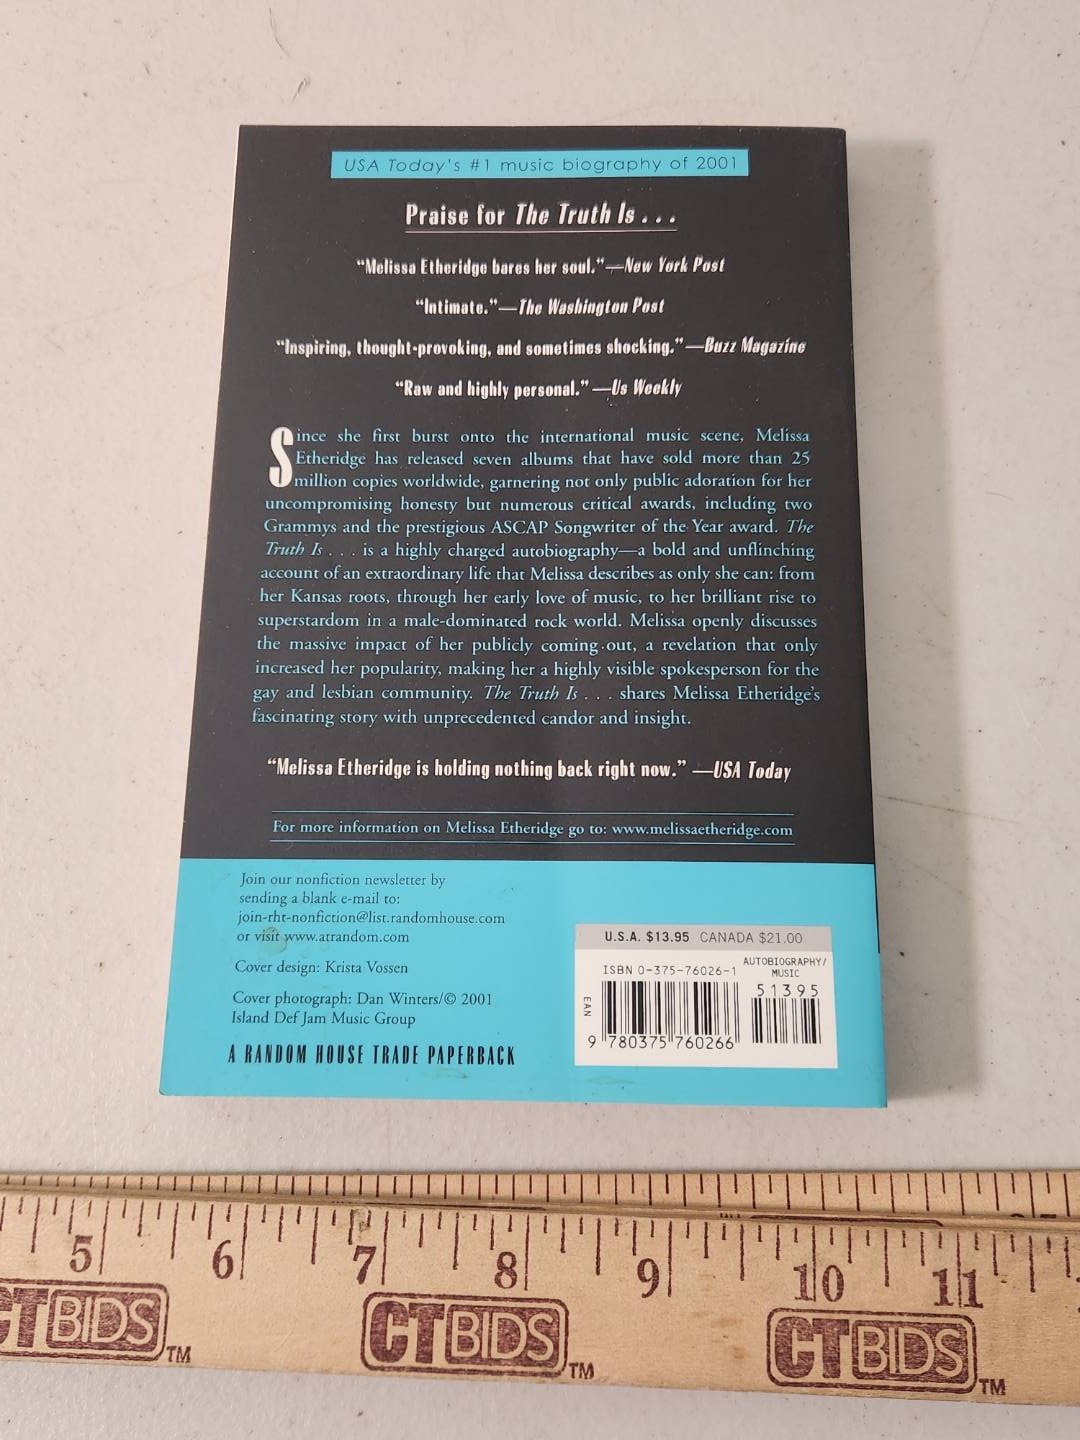 USA Today's #1 music biography of 2001
Praise for The Truth Is . . .
“Melissa Etheridge bares her soul.”—New York Post
“Intimate.”—The Washington Post
“Inspiring, thought-provoking, and sometimes shocking.”—Buzz Magazine
“Raw and highly personal.”—Us Weekly
Since she first burst onto the international music scene, Melissa
Etheridge has released seven albums that have sold more than 25
million copies worldwide, garnering not only public adoration for her
uncompromising honesty but numerous critical awards, including two
Grammys and the prestigious ASCAP Songwriter of the Year award. The
Truth Is . . . is a highly charged autobiography—a bold and unflinching
account of an extraordinary life that Melissa describes as only she can: from
her Kansas roots, through her early love of music, to her brilliant rise to
superstardom in a male-dominated rock world. Melissa openly discusses
the massive impact of her publicly coming out, a revelation that only
increased her popularity, making her a highly visible spokesperson for the
gay and lesbian community. The Truth Is . . . shares Melissa Etheridge's
fascinating story with unprecedented candor and insight.
“Melissa Etheridge is holding nothing back right now.” —USA Today
For more information on Melissa Etheridge go to: www.melissaetheridge.com
Join our nonfiction newsletter by
sending a blank e-mail to:
join-rht-nonfiction@list.randomhouse.com
or visit www.atrandom.com
Cover design: Krista Vossen
Cover photograph: Dan Winters/© 2001
Island Def Jam Music Group
A RANDOM HOUSE TRADE PAPERBACK
U.S.A. $13.95 CANADA $21.00
ISBN 0-375-76026-1
AUTOBIOGRAPHY/
MUSIC
51395
EAN
9 780375 760266
5 6 7 8 9 10 11
CTBIDS™ CTBIDS™ CTBIDS™